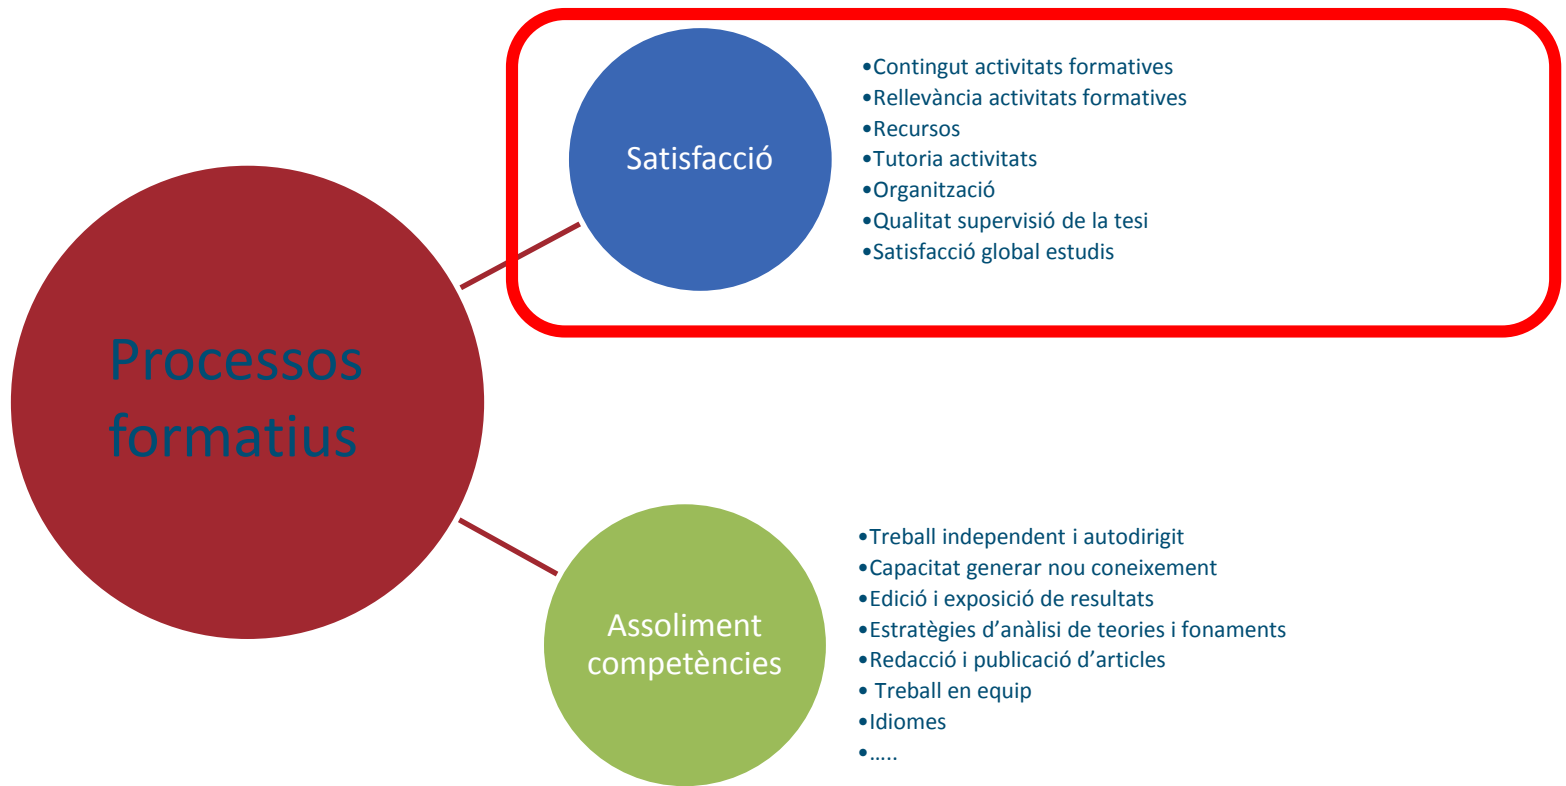 Processos
formatius
Satisfacció
•Contingut activitats formatives
•Rellevància activitats formatives
•Recursos
•Tutoria activitats
•Organització
•Qualitat supervisió de la tesi
•Satisfacció global estudis
Assoliment
competències
•Treball independent i autodirigit
•Capacitat generar nou coneixement
•Edició i exposició de resultats
•Estratègies d’anàlisi de teories i fonaments
•Redacció i publicació d’articles
• Treball en equip
•Idiomes
•…..